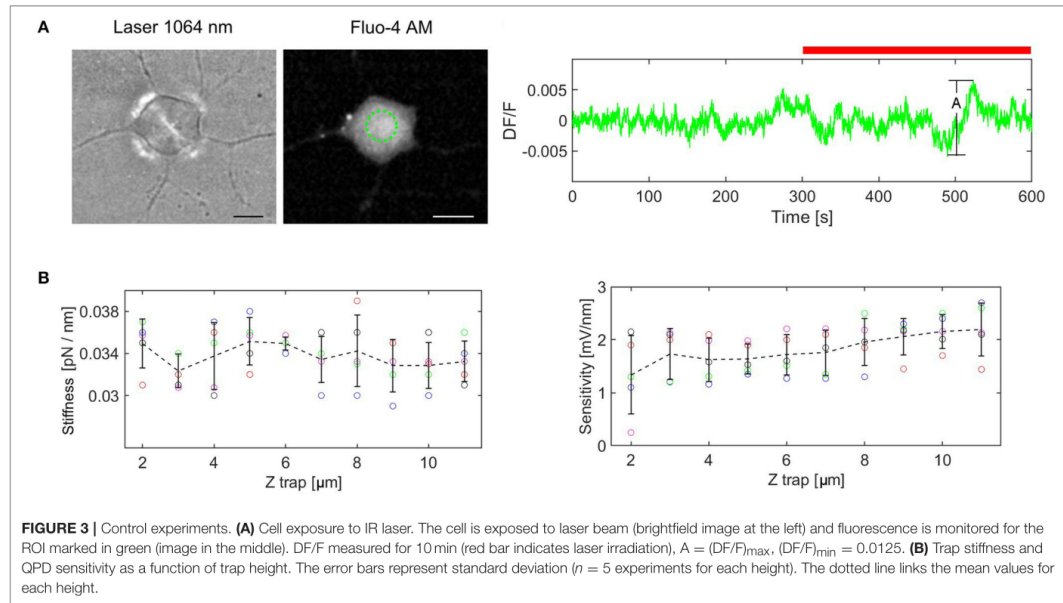 A
Laser 1064 nm
Fluo-4 AM
DF/F
0.005
0
-0.005
A
0
100
200
300
400
500
600
Time [s]
B
Stiffness [pN / nm]
0.038
0.034
0.03
2
4
6
8
10
Z trap [µm]
Sensitivity [mV/nm]
3
2
1
0
2
4
6
8
10
Z trap [µm]
FIGURE 3 | Control experiments. (A) Cell exposure to IR laser. The cell is exposed to laser beam (brightfield image at the left) and fluorescence is monitored for the
ROI marked in green (image in the middle). DF/F measured for 10 min (red bar indicates laser irradiation), A = (DF/F)max, (DF/F)min = 0.0125. (B) Trap stiffness and
QPD sensitivity as a function of trap height. The error bars represent standard deviation (n = 5 experiments for each height). The dotted line links the mean values for
each height.